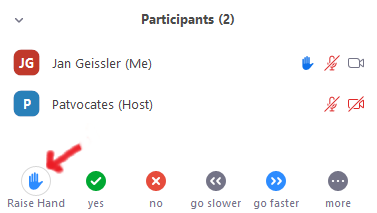 Participants (2)
JG Jan Geissler (Me)
P Patvocates (Host)
Raise Hand yes no go slower go faster more